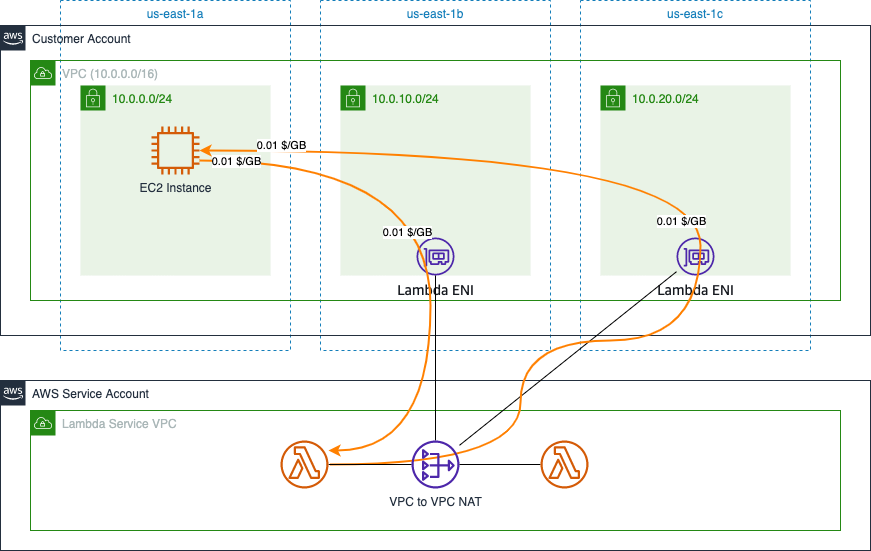 us-east-1a
us-east-1b
us-east-1c
aws
Customer Account
VPC (10.0.0.0/16)
10.0.0.0/24
10.0.10.0/24
10.0.20.0/24
0.01 $/GB
0.01 $/GB
EC2 Instance
0.01 $/GB
0.01 $/GB
Lambda ENI
Lambda ENI
aws
AWS Service Account
Lambda Service VPC
VPC to VPC NAT